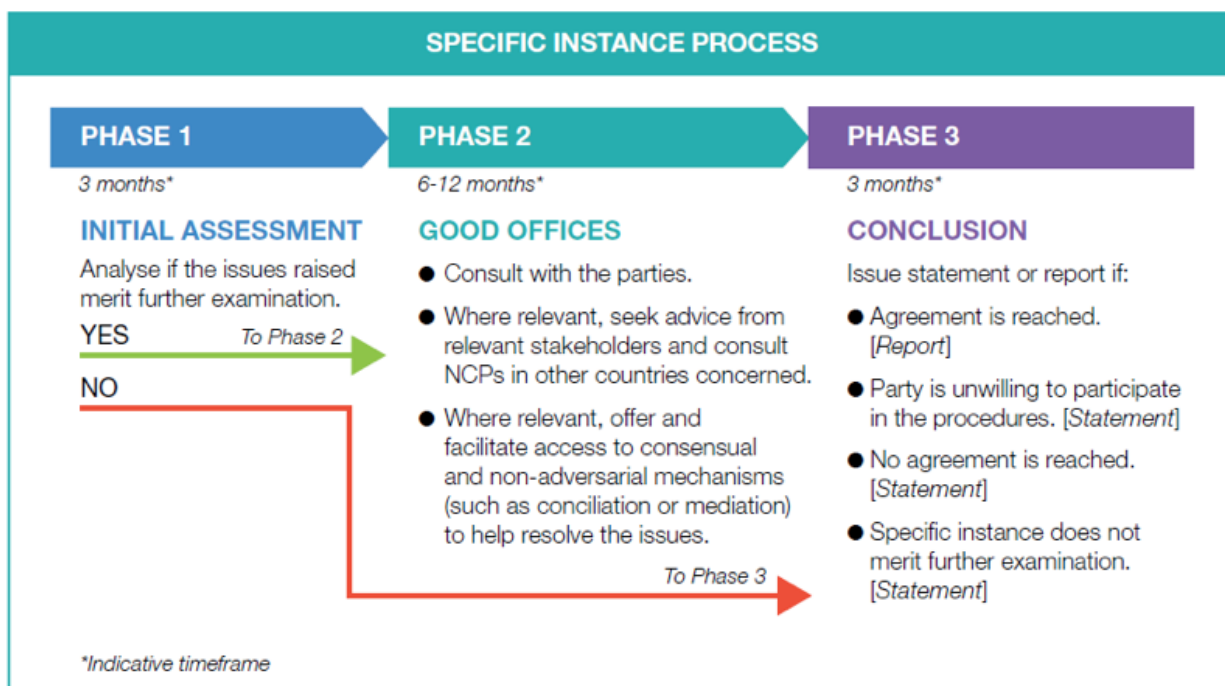 SPECIFIC INSTANCE PROCESS
PHASE 1
3 months*
INITIAL ASSESSMENT
Analyse if the issues raised
merit further examination.
YES
To Phase 2
NO
PHASE 2
6-12 months*
GOOD OFFICES
● Consult with the parties.
● Where relevant, seek advice from
relevant stakeholders and consult
NCPs in other countries concerned.
● Where relevant, offer and
facilitate access to consensual
and non-adversarial mechanisms
(such as conciliation or mediation)
to help resolve the issues.
To Phase 3
PHASE 3
3 months*
CONCLUSION
Issue statement or report if:
● Agreement is reached.
[Report]
● Party is unwilling to participate
in the procedures. [Statement]
● No agreement is reached.
[Statement]
● Specific instance does not
merit further examination.
[Statement]
*Indicative timeframe